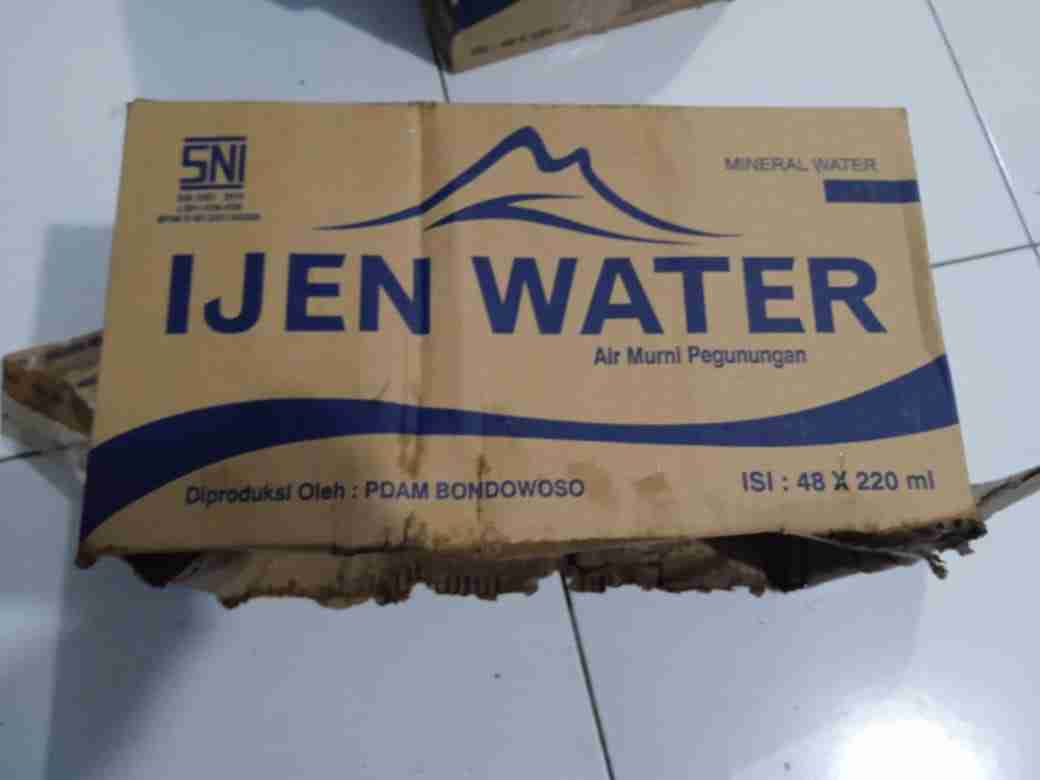 SNI
MINERAL WATER
IJEN WATER
Air Murni Pegunungan
Diproduksi Oleh : PDAM BONDOWOSO
ISI : 48 X 220 ml